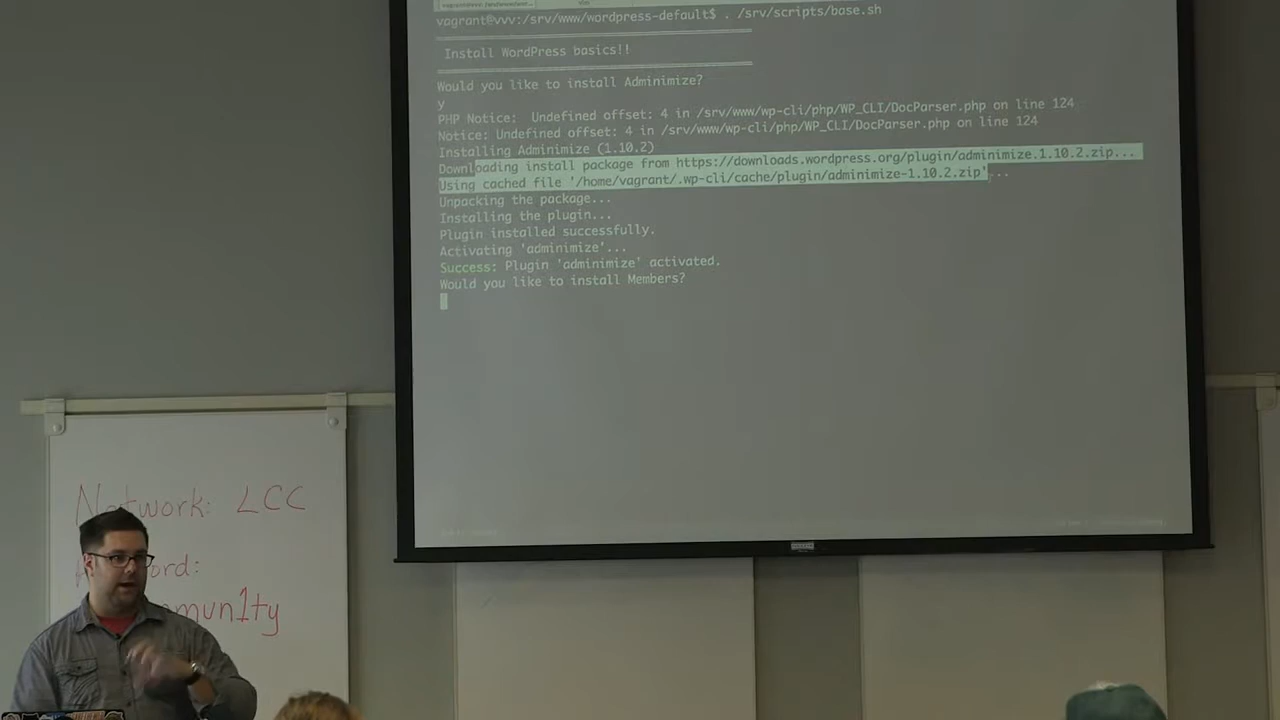 vagrant@vvv:/srv/www/wordpress-default$ . /srv/scripts/base.sh
Install WordPress basics!!
Would you like to install Adminimize?
y
PHP Notice:  Undefined offset: 4 in /srv/www/wp-cli/php/WP_CLI/DocParser.php on line 124
Notice: Undefined offset: 4 in /srv/www/wp-cli/php/WP_CLI/DocParser.php on line 124
Installing Adminimize (1.10.2)
Downloading install package from https://downloads.wordpress.org/plugin/adminimize.1.10.2.zip...
Using cached file '/home/vagrant/.wp-cli/cache/plugin/adminimize-1.10.2.zip'...
Unpacking the package...
Installing the plugin...
Plugin installed successfully.
Activating 'adminimize'...
Success: Plugin 'adminimize' activated.
Would you like to install Members?
Network: LCC
ord:
mun1ty